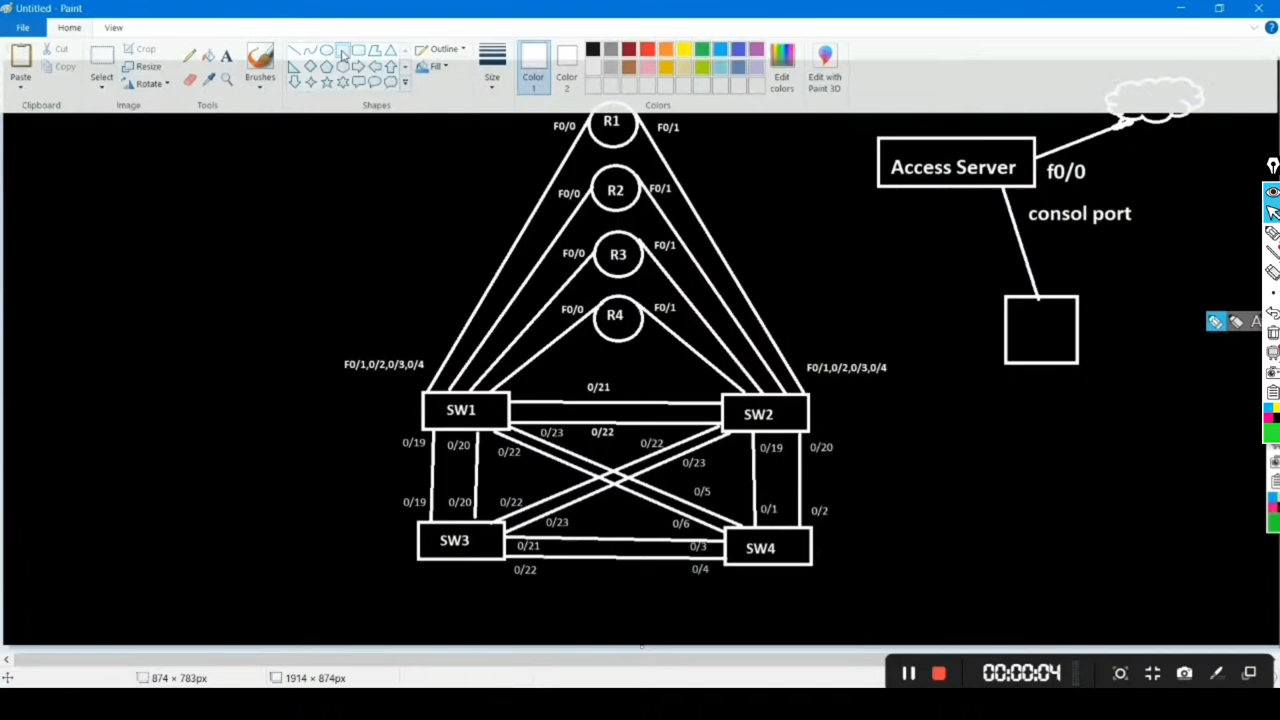 Untitled - Paint
File Home View
Cut
Crop
Outline
Copy
Resize
Fill
Paste
Select
Rotate
Brushes
Size
Color
1
Color
2
Edit
colors
Edit with
Paint 3D
Clipboard
Image
Tools
Shapes
Colors
F0/0 R1 F0/1
F0/0 R2 F0/1
F0/0 R3 F0/1
F0/0 R4 F0/1
Access Server
f0/0
consol port
A
F0/1,0/2,0/3,0/4
F0/1,0/2,0/3,0/4
0/21
SW1
SW2
0/19 0/20 0/22 0/23 0/22 0/22 0/23 0/19 0/20
0/19 0/20 0/22 0/23 0/5 0/6 0/1 0/2
SW3
SW4
0/21 0/3
0/22 0/4
874 × 783px
1914 × 874px
00:00:04